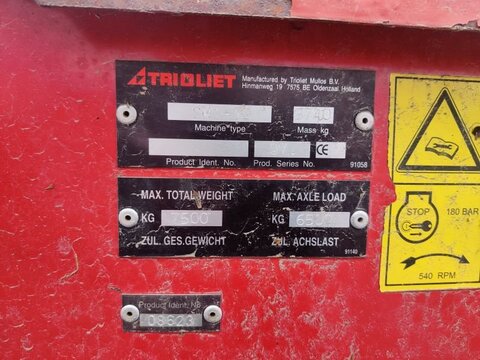 TRIOLIET
Manufactured by Trioliet Mullos B.V.
Hinmanweg 19 7575 BE Oldenzaal Holland
Machine type Mass kg
CE
Product Ident. No. Prod. Series No. 91058
MAX. TOTAL WEIGHT MAX. AXLE LOAD
KG 7500 KG
ZUL. GES.GEWICHT ZUL. ACHSLAST
91140
Product Ident. No
08623
STOP 180 BAR
540 RPM